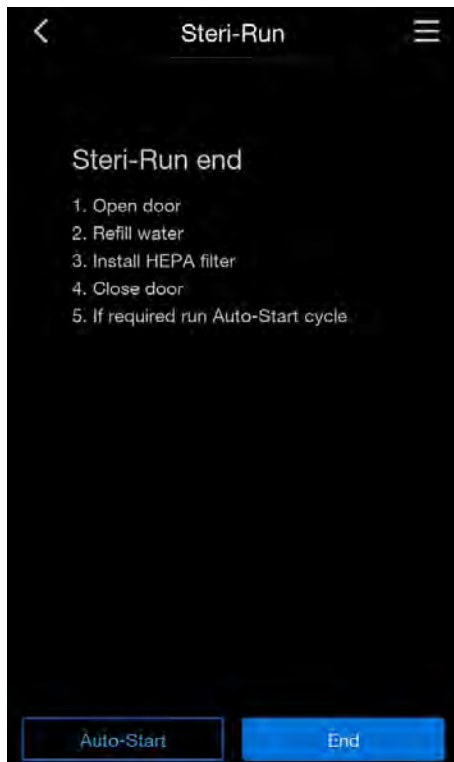 Steri-Run
Steri-Run end
1. Open door
2. Refill water
3. Install HEPA filter
4. Close door
5. If required run Auto-Start cycle
Auto-Start
End